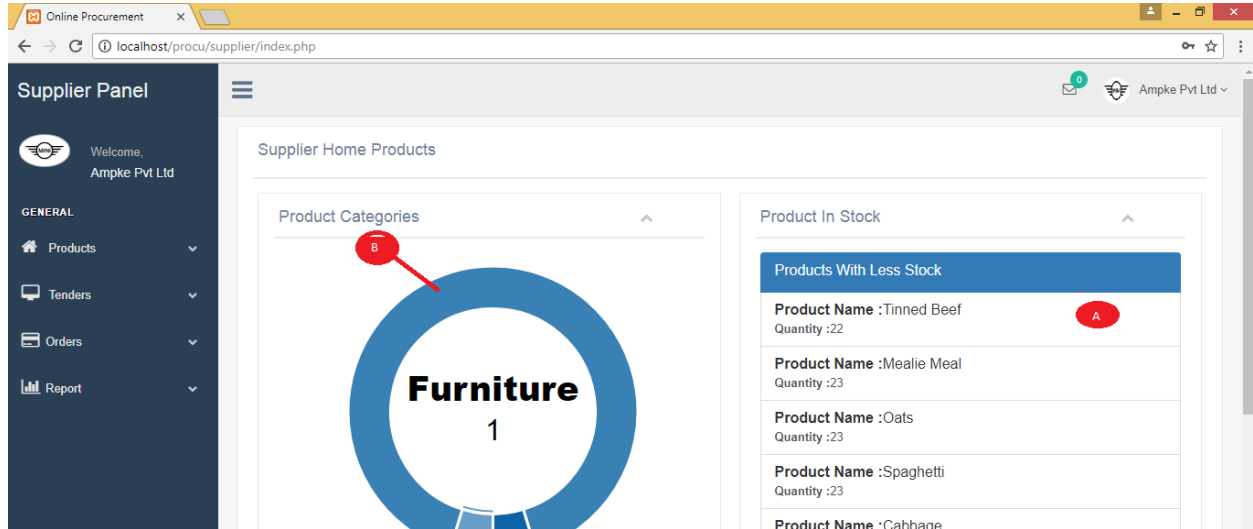 Online Procurement
localhost/procu/supplier/index.php
Supplier Panel
0
Ampke Pvt Ltd
MINI
Welcome,
Ampke Pvt Ltd
Supplier Home Products
GENERAL
Products
Tenders
Orders
Report
Product Categories
B
Furniture
1
Product In Stock
Products With Less Stock
Product Name :Tinned Beef
A
Quantity :22
Product Name :Mealie Meal
Quantity :23
Product Name :Oats
Quantity :23
Product Name :Spaghetti
Quantity :23
Product Name :Cabbage